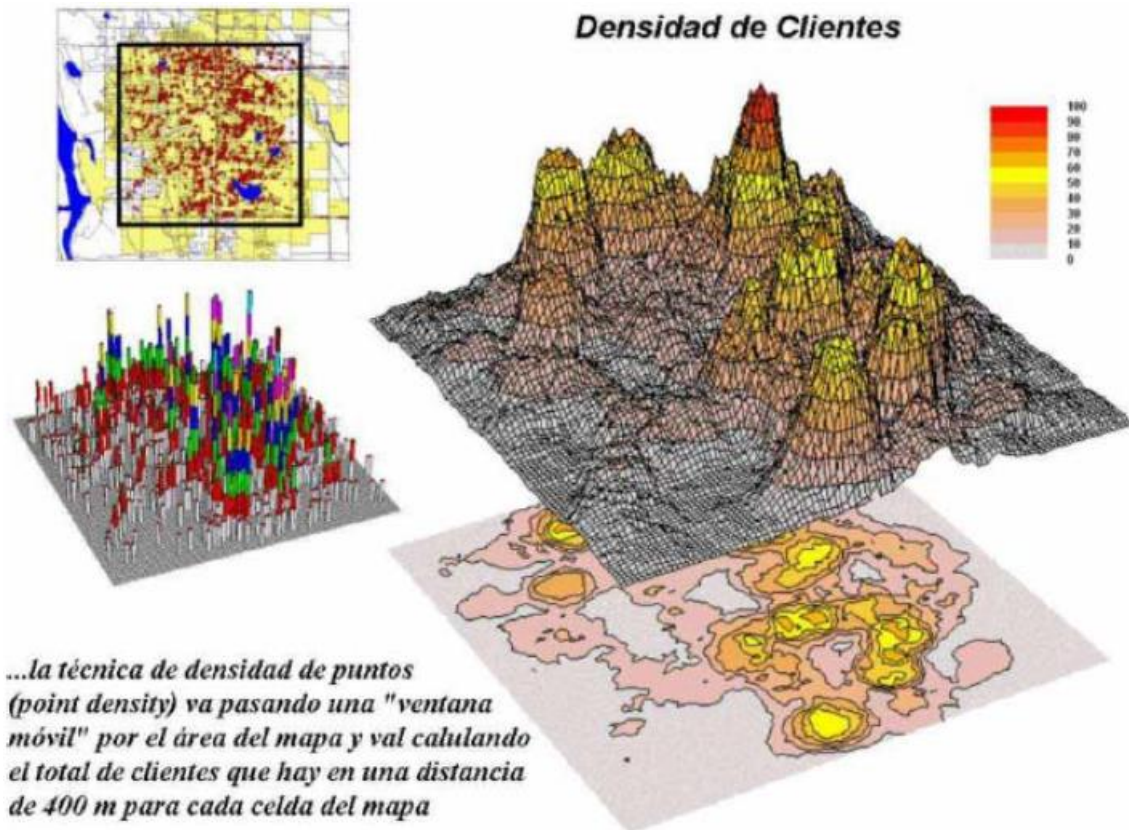 Densidad de Clientes
100
90
80
70
60
50
40
30
20
10
0
...la técnica de densidad de puntos
(point density) va pasando una "ventana
móvil" por el área del mapa y val calulando
el total de clientes que hay en una distancia
de 400 m para cada celda del mapa